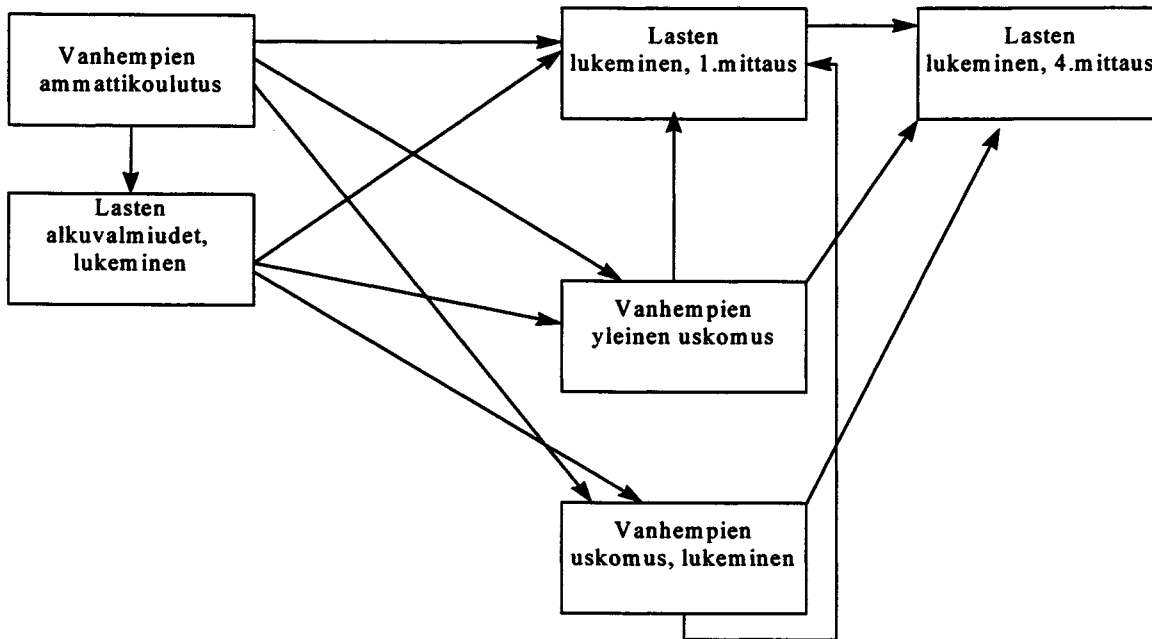 Vanhempien
ammattikoulutus
Lasten
lukeminen, 1.mittaus
Lasten
lukeminen, 4.mittaus
Lasten
alkuvalmiudet,
lukeminen
Vanhempien
yleinen uskomus
Vanhempien
uskomus, lukeminen